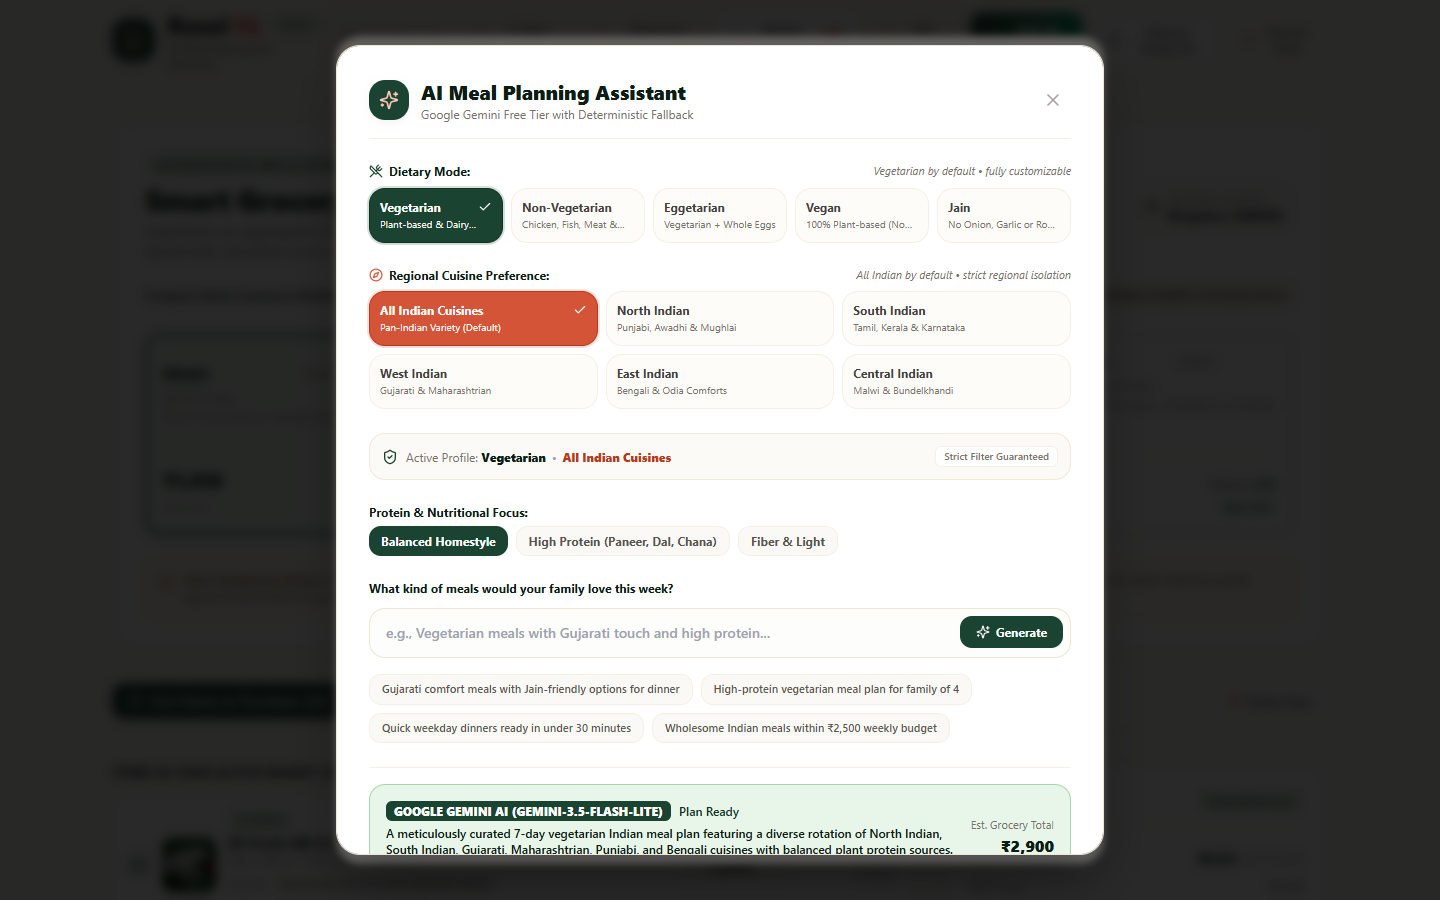 AI Meal Planning Assistant
Google Gemini Free Tier with Deterministic Fallback
Dietary Mode:
Vegetarian by default • fully customizable
Vegetarian
Plant-based & Dairy...
Non-Vegetarian
Chicken, Fish, Meat &...
Eggetarian
Vegetarian + Whole Eggs
Vegan
100% Plant-based (No...
Jain
No Onion, Garlic or Ro...
Regional Cuisine Preference:
All Indian by default • strict regional isolation
All Indian Cuisines
Pan-Indian Variety (Default)
North Indian
Punjabi, Awadhi & Mughlai
South Indian
Tamil, Kerala & Karnataka
West Indian
Gujarati & Maharashtrian
East Indian
Bengali & Odia Comforts
Central Indian
Malwi & Bundelkhandi
Active Profile: Vegetarian • All Indian Cuisines
Strict Filter Guaranteed
Protein & Nutritional Focus:
Balanced Homestyle
High Protein (Paneer, Dal, Chana)
Fiber & Light
What kind of meals would your family love this week?
e.g., Vegetarian meals with Gujarati touch and high protein...
Generate
Gujarati comfort meals with Jain-friendly options for dinner
High-protein vegetarian meal plan for family of 4
Quick weekday dinners ready in under 30 minutes
Wholesome Indian meals within ₹2,500 weekly budget
GOOGLE GEMINI AI (GEMINI-3.5-FLASH-LITE)
Plan Ready
A meticulously curated 7-day vegetarian Indian meal plan featuring a diverse rotation of North Indian,
South Indian, Gujarati, Maharashtrian, Punjabi, and Bengali cuisines with balanced plant protein sources.
Est. Grocery Total
₹2,900
Smart Grocer